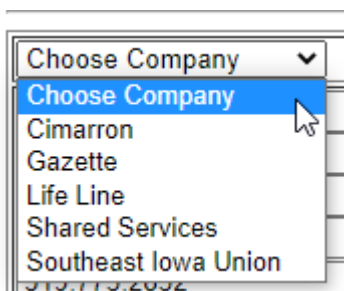 Choose Company
Choose Company
Cimarron
Gazette
Life Line
Shared Services
Southeast Iowa Union